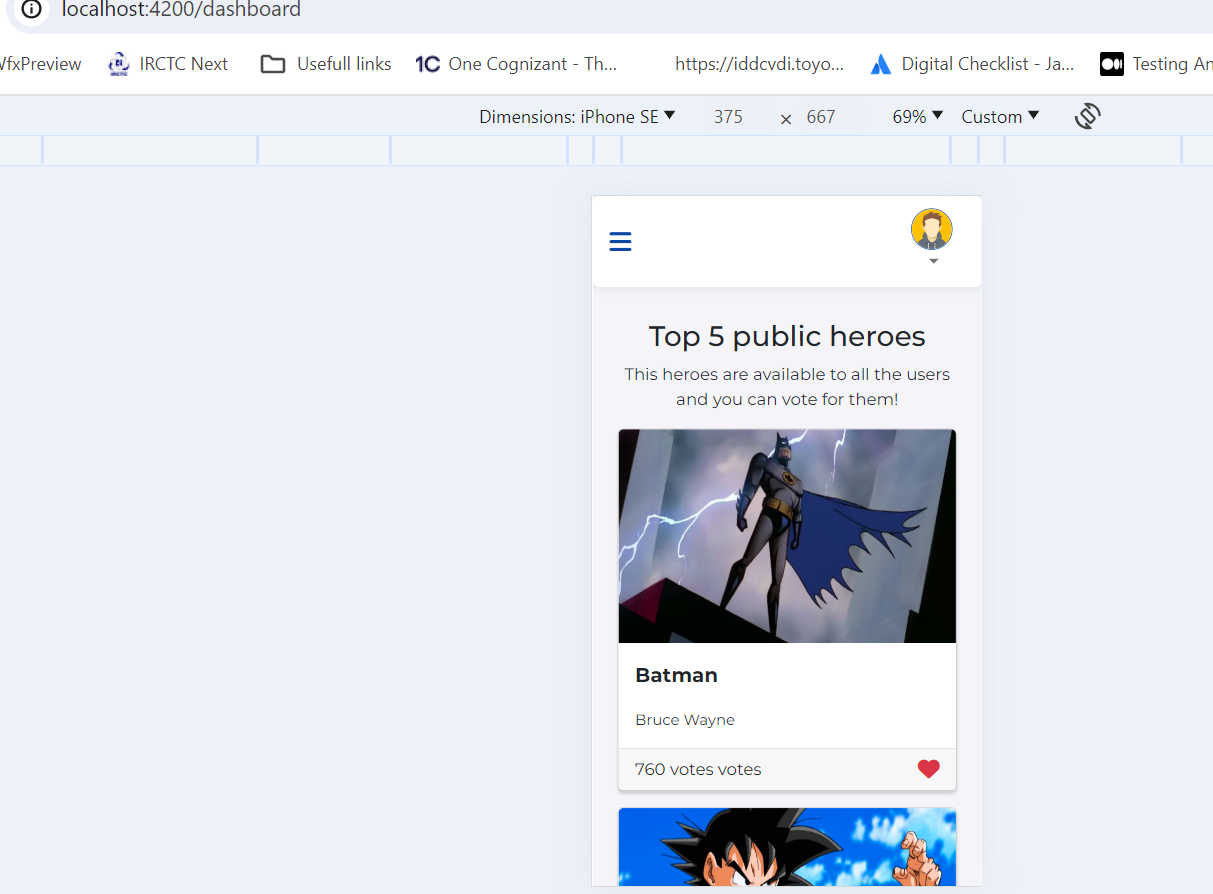 localhost:4200/dashboard
WfxPreview IRCTC Next Usefull links 1C One Cognizant - Th... https://iddcvdi.toyo... Digital Checklist - Ja... Testing An
Dimensions: iPhone SE 375 × 667 69% Custom
Top 5 public heroes
This heroes are available to all the users
and you can vote for them!
Batman
Bruce Wayne
760 votes votes